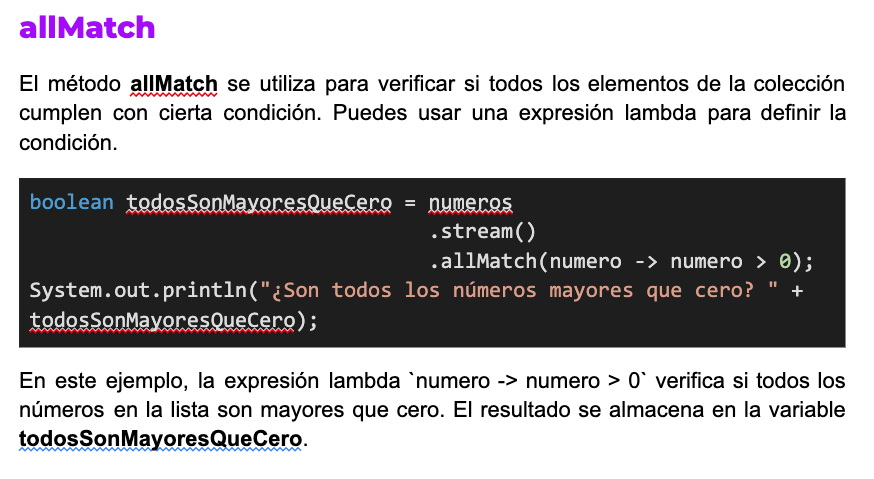 allMatch
El método allMatch se utiliza para verificar si todos los elementos de la colección
cumplen con cierta condición. Puedes usar una expresión lambda para definir la
condición.
boolean todosSonMayoresQueCero = numeros
.stream()
.allMatch(numero -> numero > 0);
System.out.println("¿Son todos los números mayores que cero? " +
todosSonMayoresQueCero);
En este ejemplo, la expresión lambda `numero -> numero > 0` verifica si todos los
números en la lista son mayores que cero. El resultado se almacena en la variable
todosSonMayoresQueCero.